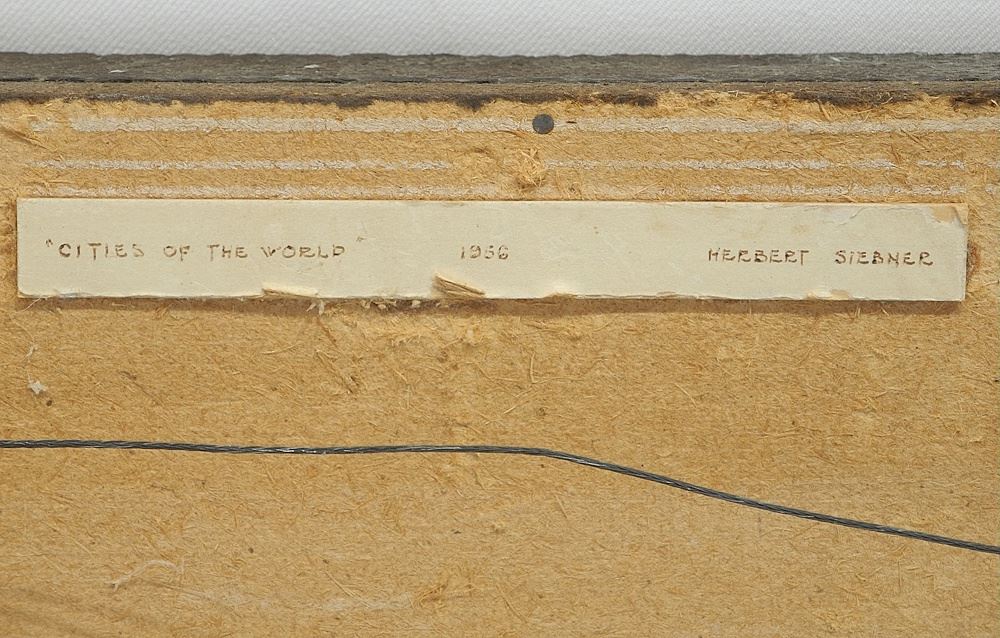 "CITIES OF THE WORLD" 1956 HERBERT SIEBNER